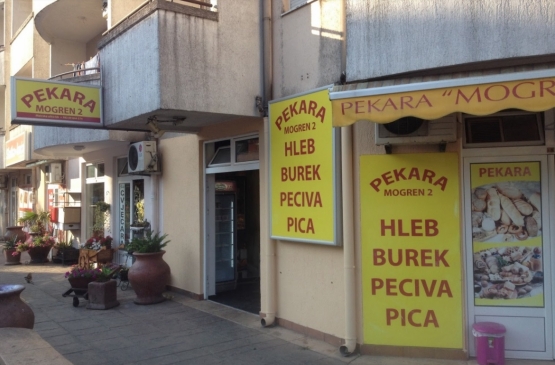 PEKARA
MOGREN 2
PEKARA
MOGREN 2
HLEB
BUREK
PECIVA
PICA
PEKARA "MOGR
PEKARA
MOGREN 2
HLEB
BUREK
PECIVA
PICA
PEKARA
CVJEĆAR